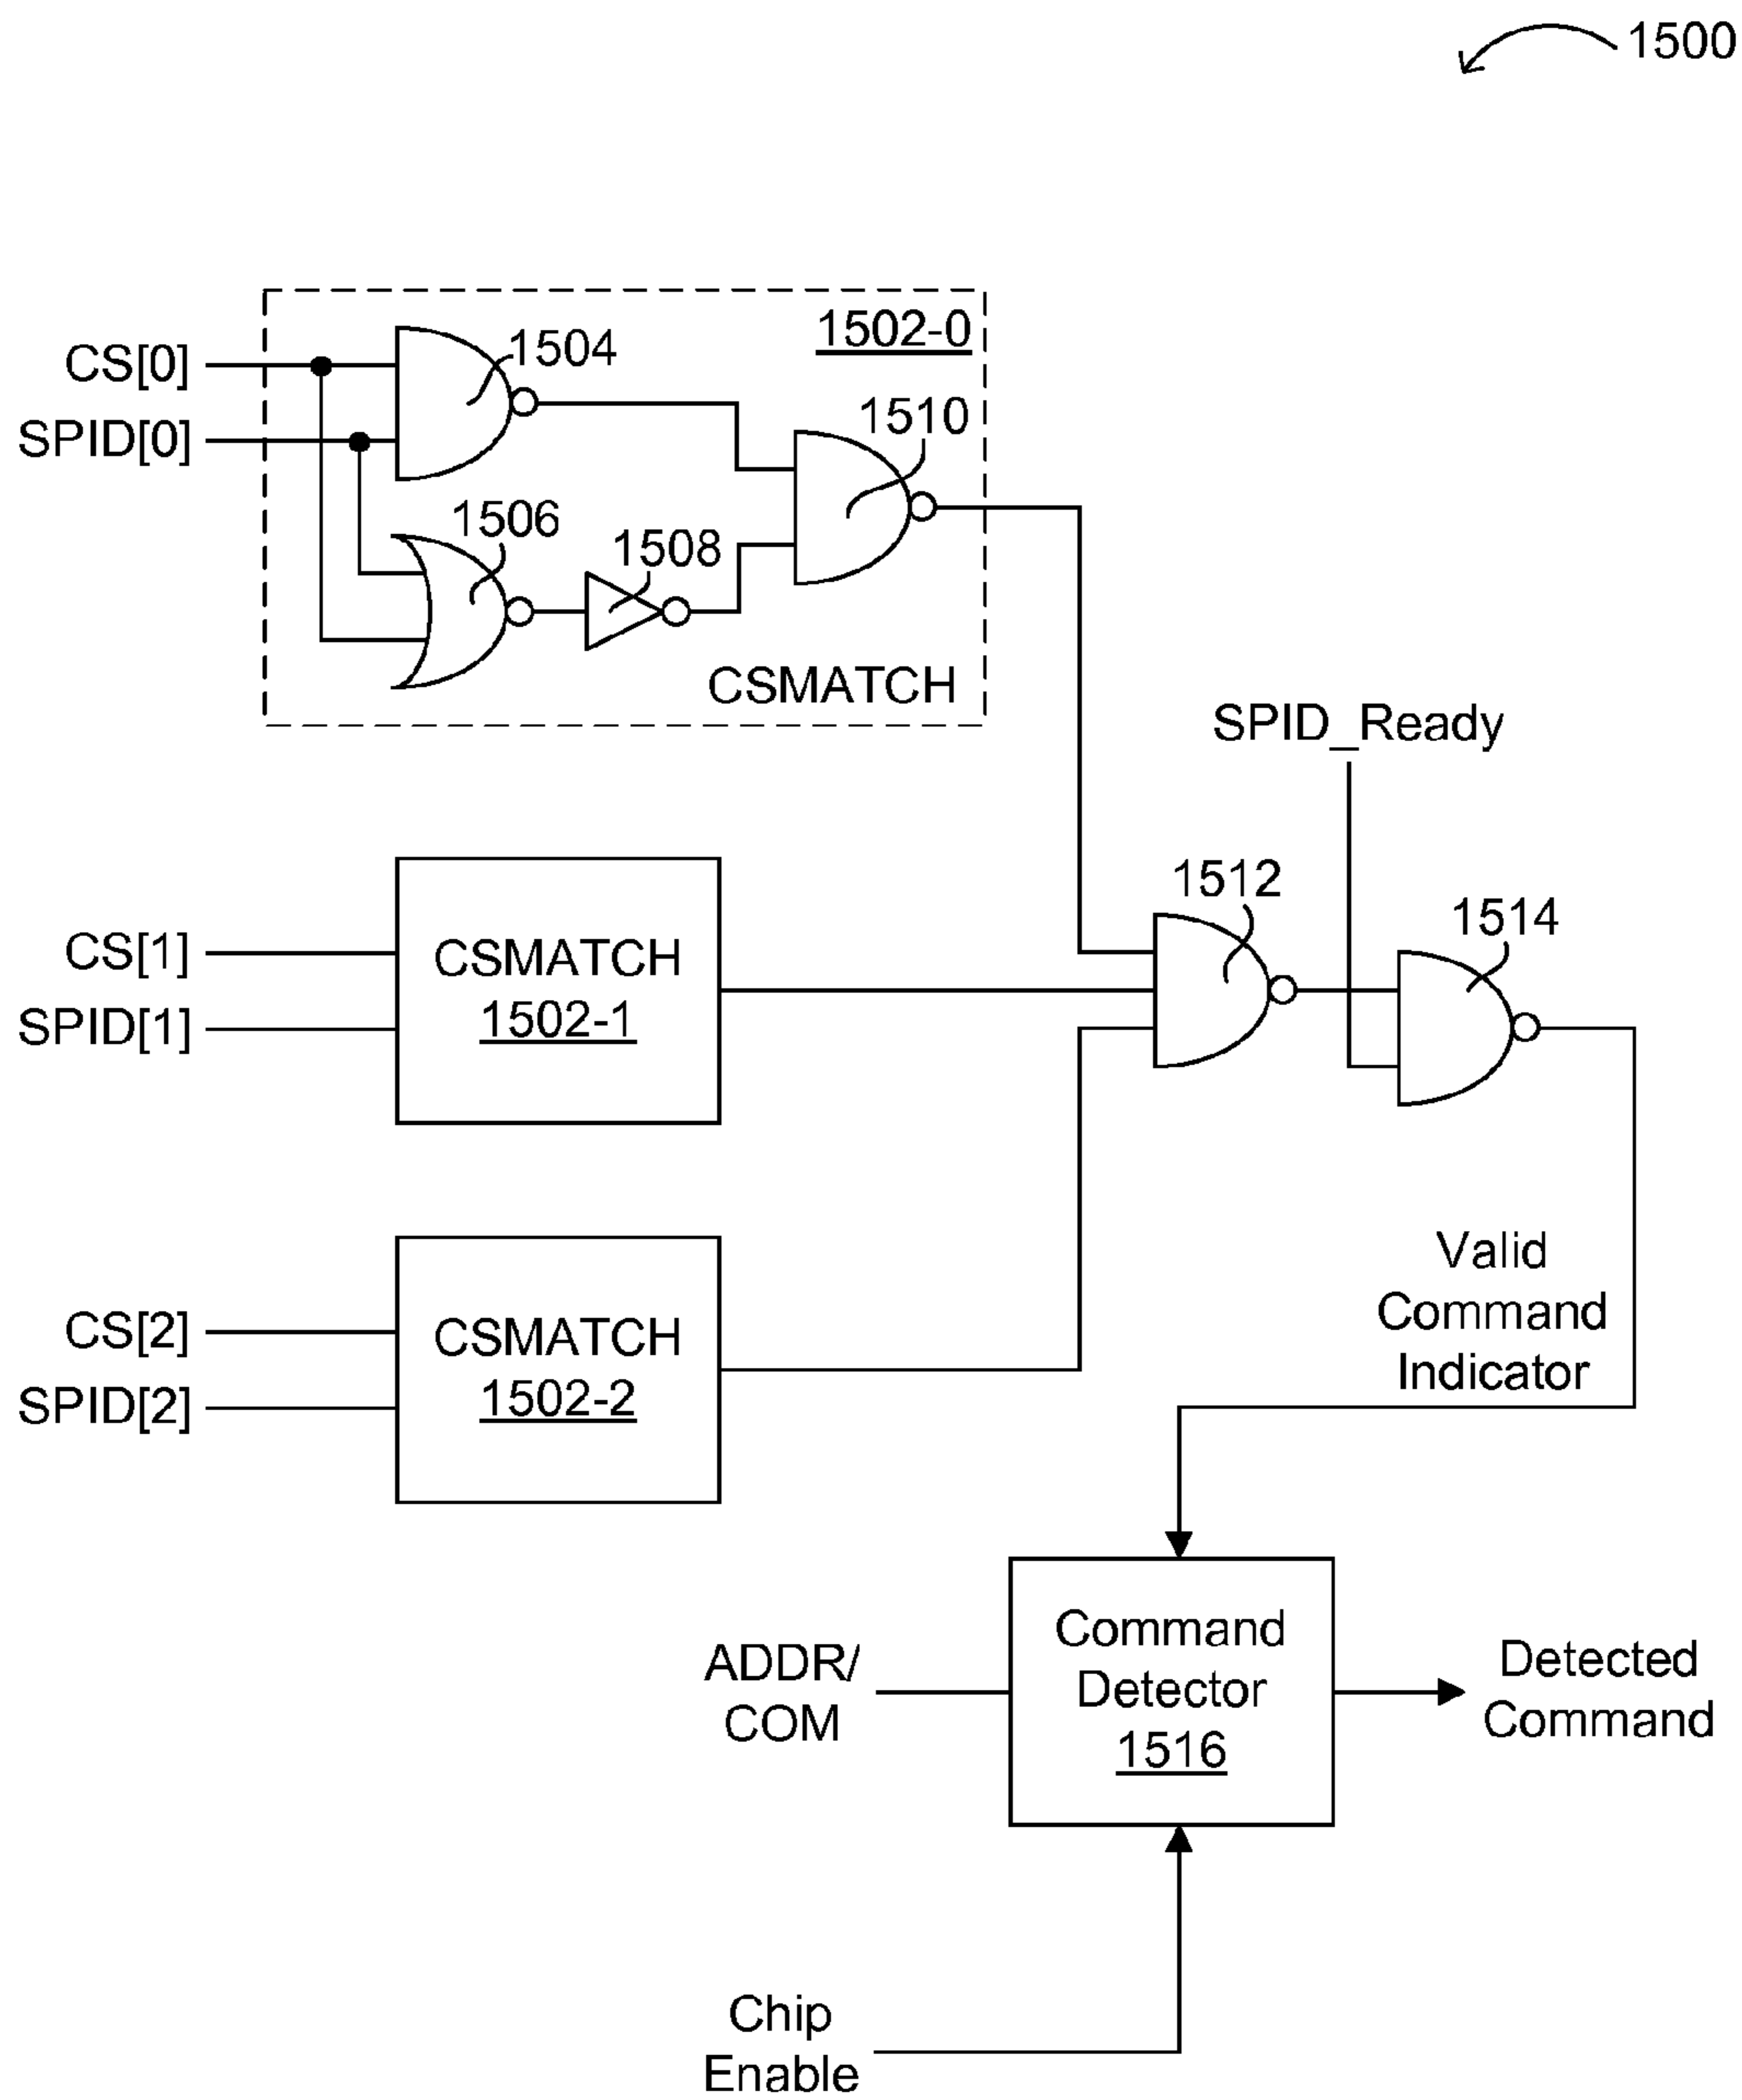 1500
1502-0
CS[0]
1504
SPID[0]
1510
1506
1508
CSMATCH
SPID_Ready
1512
1514
CS[1]
CSMATCH
SPID[1]
1502-1
Valid
Command
Indicator
CS[2]
CSMATCH
SPID[2]
1502-2
ADDR/
COM
Command
Detector
1516
Detected
Command
Chip
Enable